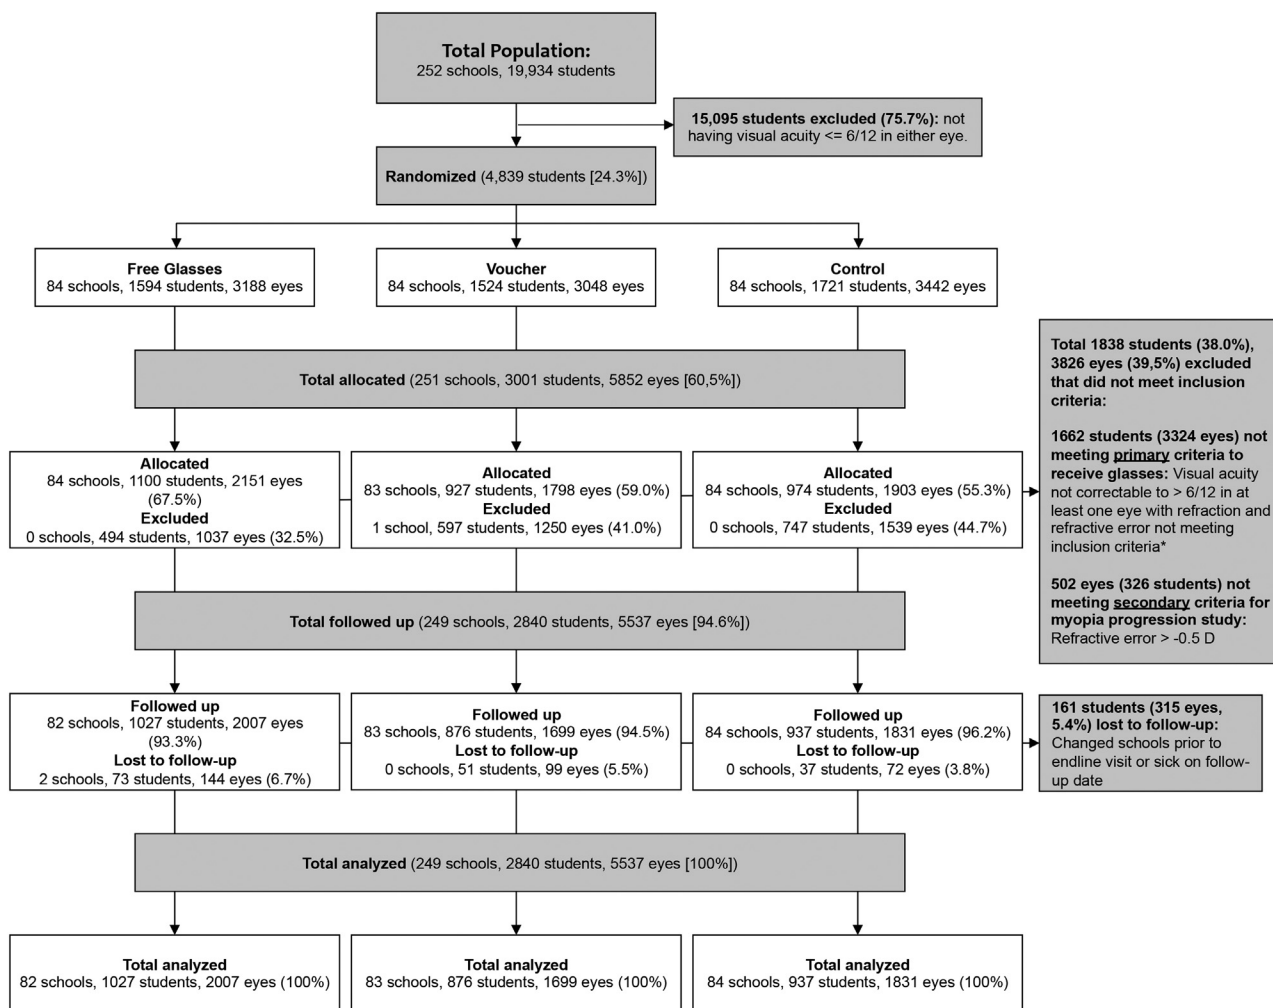 Total Population:
252 schools, 19,934 students
15,095 students excluded (75.7%): not
having visual acuity <= 6/12 in either eye.
Randomized (4,839 students [24.3%])
Free Glasses
84 schools, 1594 students, 3188 eyes
Voucher
84 schools, 1524 students, 3048 eyes
Control
84 schools, 1721 students, 3442 eyes
Total allocated (251 schools, 3001 students, 5852 eyes [60,5%])
Total 1838 students (38.0%),
3826 eyes (39,5%) excluded
that did not meet inclusion
criteria:
1662 students (3324 eyes) not
meeting primary criteria to
receive glasses: Visual acuity
not correctable to > 6/12 in at
least one eye with refraction and
refractive error not meeting
inclusion criteria*
502 eyes (326 students) not
meeting secondary criteria for
myopia progression study:
Refractive error > -0.5 D
Allocated
84 schools, 1100 students, 2151 eyes
(67.5%)
Excluded
0 schools, 494 students, 1037 eyes (32.5%)
Allocated
83 schools, 927 students, 1798 eyes (59.0%)
Excluded
1 school, 597 students, 1250 eyes (41.0%)
Allocated
84 schools, 974 students, 1903 eyes (55.3%)
Excluded
0 schools, 747 students, 1539 eyes (44.7%)
Total followed up (249 schools, 2840 students, 5537 eyes [94.6%])
Followed up
82 schools, 1027 students, 2007 eyes
(93.3%)
Lost to follow-up
2 schools, 73 students, 144 eyes (6.7%)
Followed up
83 schools, 876 students, 1699 eyes (94.5%)
Lost to follow-up
0 schools, 51 students, 99 eyes (5.5%)
Followed up
84 schools, 937 students, 1831 eyes (96.2%)
Lost to follow-up
0 schools, 37 students, 72 eyes (3.8%)
161 students (315 eyes,
5.4%) lost to follow-up:
Changed schools prior to
endline visit or sick on follow-
up date
Total analyzed (249 schools, 2840 students, 5537 eyes [100%])
Total analyzed
82 schools, 1027 students, 2007 eyes (100%)
Total analyzed
83 schools, 876 students, 1699 eyes (100%)
Total analyzed
84 schools, 937 students, 1831 eyes (100%)